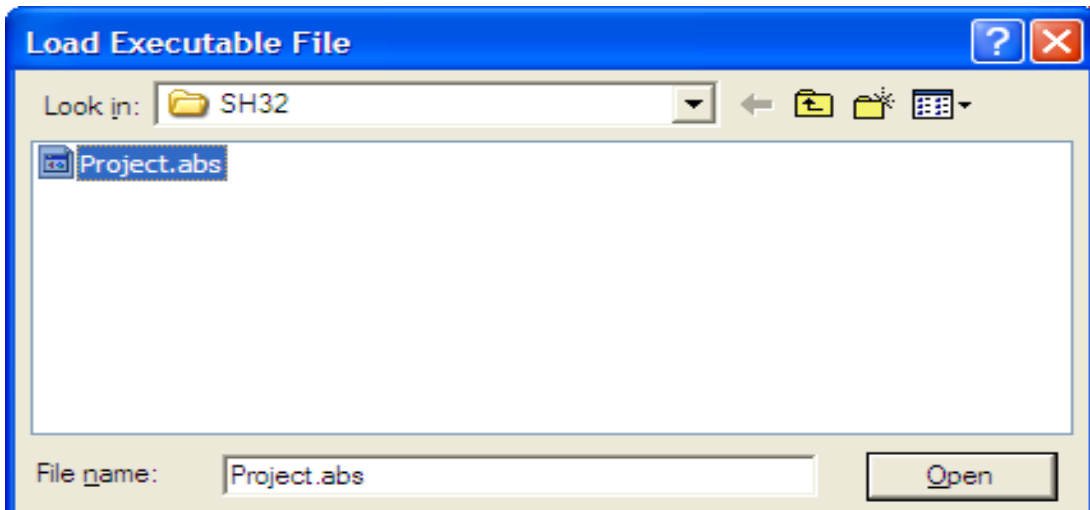 Load Executable File
Look in: SH32
Project.abs
File name: Project.abs Open